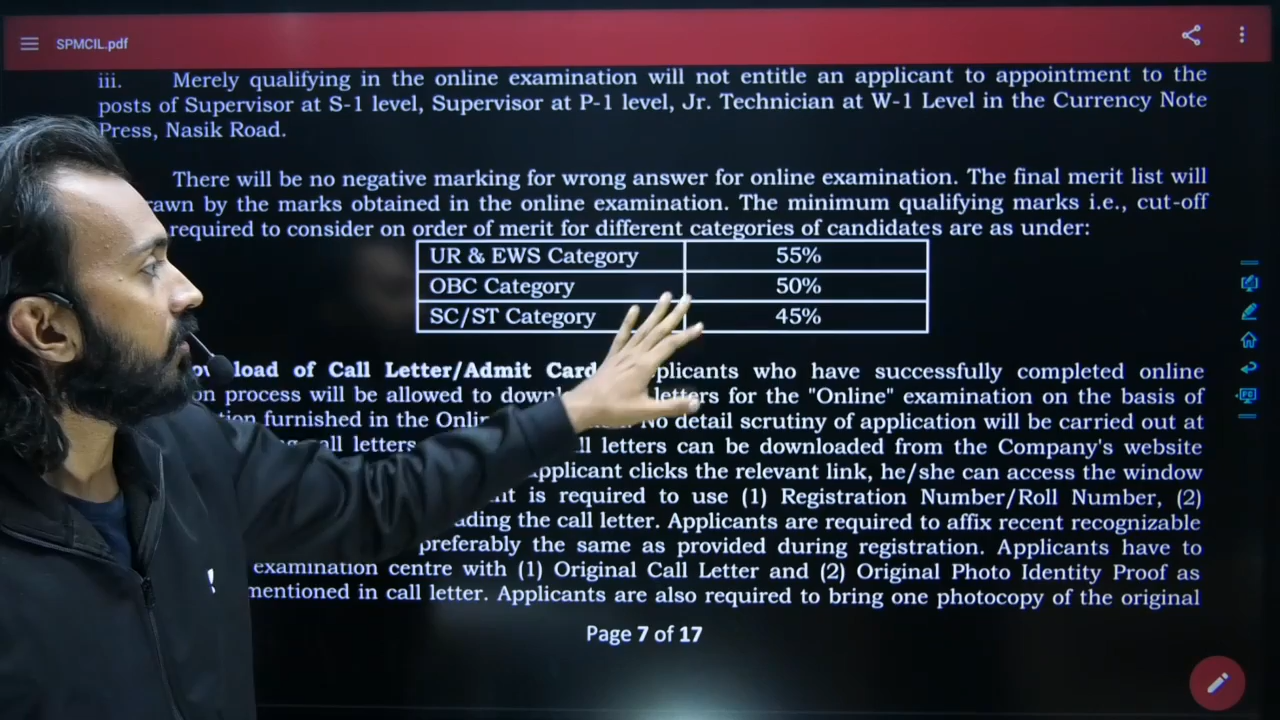 SPMCIL.pdf
iii. Merely qualifying in the online examination will not entitle an applicant to appointment to the
posts of Supervisor at S-1 level, Supervisor at P-1 level, Jr. Technician at W-1 Level in the Currency Note
Press, Nasik Road.
There will be no negative marking for wrong answer for online examination. The final merit list will
by the marks obtained in the online examination. The minimum qualifying marks i.e., cut-off
required to consider on order of merit for different categories of candidates are as under:
UR & EWS Category 55%
OBC Category 50%
SC/ST Category 45%
of Call Letter/Admit Card who have successfully completed online
process will be allowed to for the "Online" examination on the basis of
furnished in the No detail scrutiny of application will be carried out at
letters letters can be downloaded from the Company's website
applicant clicks the relevant link, he/she can access the window
is required to use (1) Registration Number/Roll Number, (2)
the call letter. Applicants are required to affix recent recognizable
preferably the same as provided during registration. Applicants have to
examination centre with (1) Original Call Letter and (2) Original Photo Identity Proof as
mentioned in call letter. Applicants are also required to bring one photocopy of the original
Page 7 of 17